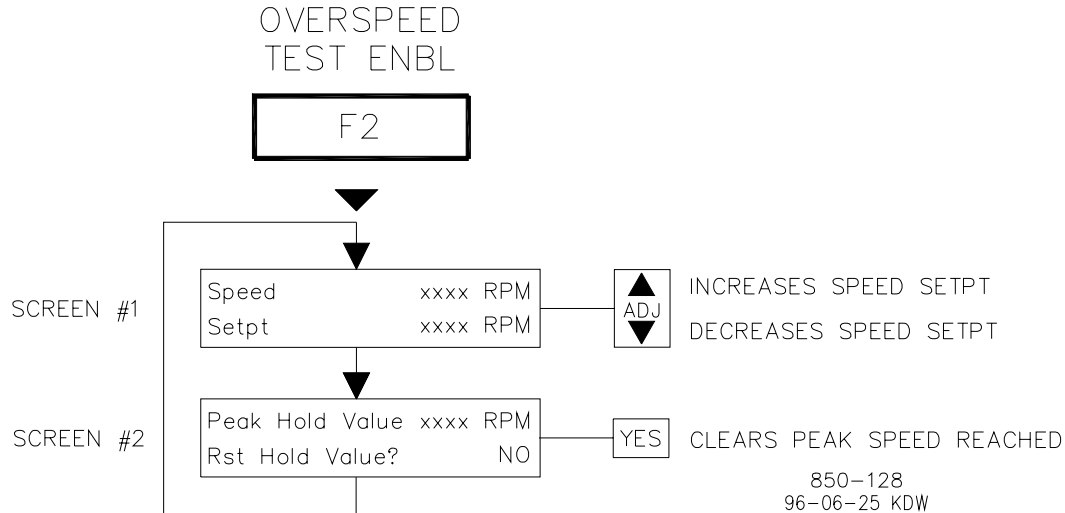 OVERSPEED
TEST ENBL
F2
SCREEN #1
Speed xxxx RPM
Setpt xxxx RPM
ADJ
INCREASES SPEED SETPT
DECREASES SPEED SETPT
SCREEN #2
Peak Hold Value xxxx RPM
Rst Hold Value? NO
YES
CLEARS PEAK SPEED REACHED
850-128
96-06-25 KDW